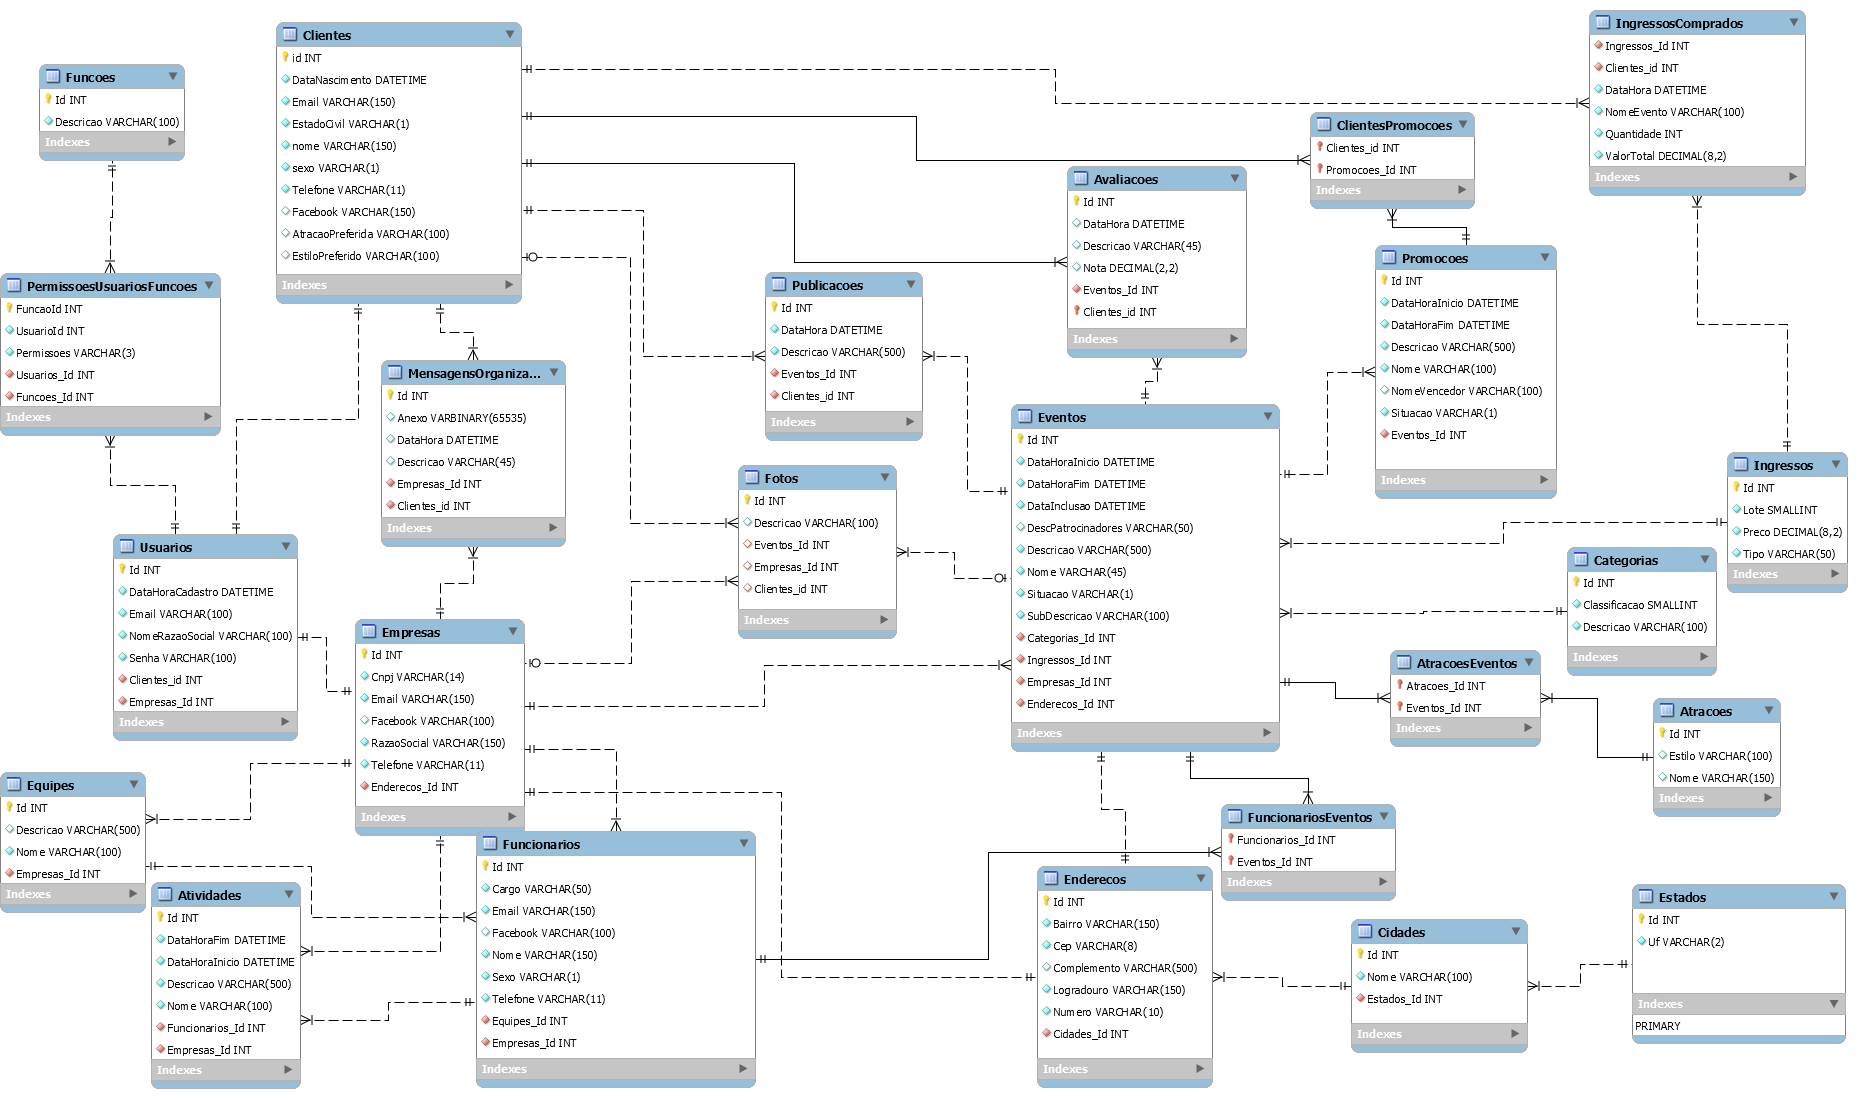 Funcoes
Id INT
Descricao VARCHAR(100)
Indexes
Clientes
id INT
DataNascimento DATETIME
Email VARCHAR(150)
EstadoCivil VARCHAR(1)
nome VARCHAR(150)
sexo VARCHAR(1)
Telefone VARCHAR(11)
Facebook VARCHAR(150)
AtracaoPreferida VARCHAR(100)
EstiloPreferido VARCHAR(100)
Indexes
IngressosComprados
Ingressos_Id INT
Clientes_id INT
DataHora DATETIME
NomeEvento VARCHAR(100)
Quantidade INT
ValorTotal DECIMAL(8,2)
Indexes
ClientesPromocoes
Clientes_id INT
Promocoes_Id INT
Indexes
Avaliacoes
Id INT
DataHora DATETIME
Descricao VARCHAR(45)
Nota DECIMAL(2,2)
Eventos_Id INT
Clientes_id INT
Indexes
PermissoesUsuariosFuncoes
FuncaoId INT
UsuarioId INT
Permissoes VARCHAR(3)
Usuarios_Id INT
Funcoes_Id INT
Indexes
Publicacoes
Id INT
DataHora DATETIME
Descricao VARCHAR(500)
Eventos_Id INT
Clientes_id INT
Indexes
Promocoes
Id INT
DataHoraInicio DATETIME
DataHoraFim DATETIME
Descricao VARCHAR(500)
Nome VARCHAR(100)
NomeVencedor VARCHAR(100)
Situacao VARCHAR(1)
Eventos_Id INT
Indexes
MensagensOrganiza...
Id INT
Anexo VARBINARY(65535)
DataHora DATETIME
Descricao VARCHAR(45)
Empresas_Id INT
Clientes_id INT
Indexes
Fotos
Id INT
Descricao VARCHAR(100)
Eventos_Id INT
Empresas_Id INT
Clientes_id INT
Indexes
Eventos
Id INT
DataHoraInicio DATETIME
DataHoraFim DATETIME
DataInclusao DATETIME
DescPatrocinadores VARCHAR(50)
Descricao VARCHAR(500)
Nome VARCHAR(45)
Situacao VARCHAR(1)
SubDescricao VARCHAR(100)
Categorias_Id INT
Ingressos_Id INT
Empresas_Id INT
Enderecos_Id INT
Indexes
Ingressos
Id INT
Lote SMALLINT
Preco DECIMAL(8,2)
Tipo VARCHAR(50)
Indexes
Usuarios
Id INT
DataHoraCadastro DATETIME
Email VARCHAR(100)
NomeRazaoSocial VARCHAR(100)
Senha VARCHAR(100)
Clientes_id INT
Empresas_Id INT
Indexes
Categorias
Id INT
Classificacao SMALLINT
Descricao VARCHAR(100)
Indexes
Empresas
Id INT
Cnpj VARCHAR(14)
Email VARCHAR(150)
Facebook VARCHAR(100)
RazaoSocial VARCHAR(150)
Telefone VARCHAR(11)
Enderecos_Id INT
Indexes
AtracoesEventos
Atracoes_Id INT
Eventos_Id INT
Indexes
Atracoes
Id INT
Estilo VARCHAR(100)
Nome VARCHAR(150)
Indexes
Equipes
Id INT
Descricao VARCHAR(500)
Nome VARCHAR(100)
Empresas_Id INT
Indexes
Funcionarios
Id INT
Cargo VARCHAR(50)
Email VARCHAR(150)
Facebook VARCHAR(100)
Nome VARCHAR(150)
Sexo VARCHAR(1)
Telefone VARCHAR(11)
Equipes_Id INT
Empresas_Id INT
Indexes
FuncionariosEventos
Funcionarios_Id INT
Eventos_Id INT
Indexes
Atividades
Id INT
DataHoraFim DATETIME
DataHoraInicio DATETIME
Descricao VARCHAR(500)
Nome VARCHAR(100)
Funcionarios_Id INT
Empresas_Id INT
Indexes
Enderecos
Id INT
Bairro VARCHAR(150)
Cep VARCHAR(8)
Complemento VARCHAR(500)
Logradouro VARCHAR(150)
Numero VARCHAR(10)
Cidades_Id INT
Indexes
Cidades
Id INT
Nome VARCHAR(100)
Estados_Id INT
Indexes
Estados
Id INT
Uf VARCHAR(2)
Indexes
PRIMARY